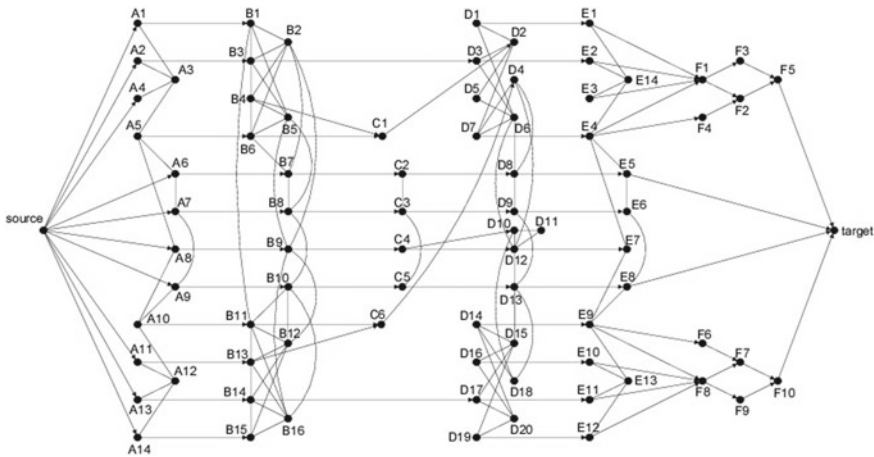 A1 B1 D1 E1
B2 D2
A2 B3 D3 E2 F3
A3 D4 F1 F5
A4 B4 D5 E3 E14 F2
B5 C1 D6
A5 B6 D7 E4 F4
A6 B7 C2 D8 E5
A7 B8 C3 D9 E6
source D10 D11 target
A8 B9 C4 D12 E7
A9 B10 C5 D13 E8
A10 B11 C6 D14 E9
B12 D15 F6
A11 B13 D16 E10 F7
A12 D18 E13 F8 F10
A13 B14 D17 E11 F9
B16 D20
A14 B15 D19 E12